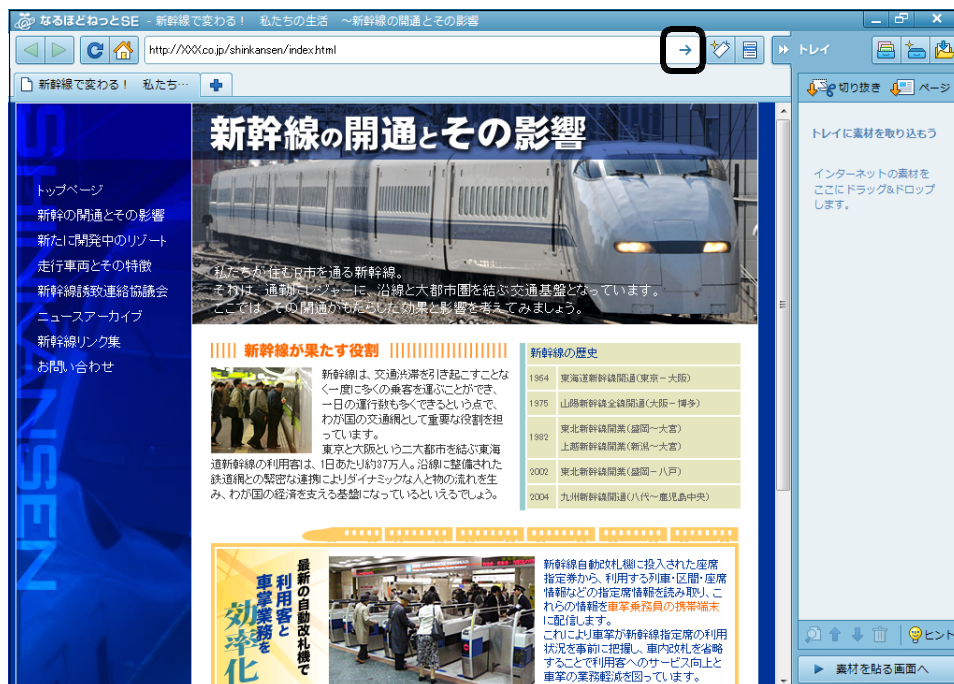 なるほどねっとSE - 新幹線で変わる！ 私たちの生活 ～新幹線の開通とその影響
http://XXX.co.jp/shinkansen/index.html
トレイ
新幹線で変わる！ 私たち…
切り抜き
ページ
トレイに素材を取り込もう
インターネットの素材を
ここにドラッグ&ドロップ
します。
SHINKANSEN
トップページ
新幹の開通とその影響
新たに開発中のリゾート
走行車両とその特徴
新幹線誘致連絡協議会
ニュースアーカイブ
新幹線リンク集
お問い合わせ
新幹線の開通とその影響
私たちが住むR市を通る新幹線。
それは、通勤にレジャーに、沿線と大都市圏を結ぶ交通基盤となっています。
ここでは、その開通がもたらした効果と影響を考えてみましょう。
新幹線が果たす役割
新幹線は、交通渋滞を引き起こすことな
く一度に多くの乗客を運ぶことができ、
一日の運行数も多くできるという点で、
わが国の交通網として重要な役割を担
っています。
東京と大阪という二大都市を結ぶ東海
道新幹線の利用客は、1日あたり約37万人。沿線に整備された
鉄道網との緊密な連携によりダイナミックな人と物の流れを生
み、わが国の経済を支える基盤になっているといえるでしょう。
新幹線の歴史
1964 東海道新幹線開通(東京－大阪)
1975 山陽新幹線全線開通(大阪－博多)
1982 東北新幹線開業(盛岡～大宮)
上越新幹線開業(新潟～大宮)
2002 東北新幹線開業(盛岡－八戸)
2004 九州新幹線開通(八代～鹿児島中央)
最新の自動改札機で
利用客と
車掌業務を
効率化
新幹線自動改札機に投入された座席
指定券から、利用する列車・区間・座席
情報などの指定席情報を読み取り、こ
れらの情報を車掌乗務員の携帯端末
に配信します。
これにより車掌が新幹線指定席の利用
状況を事前に把握し、車内改札を省略
することで利用客へのサービス向上と
車掌の業務軽減を図っています。
ヒント
素材を貼る画面へ